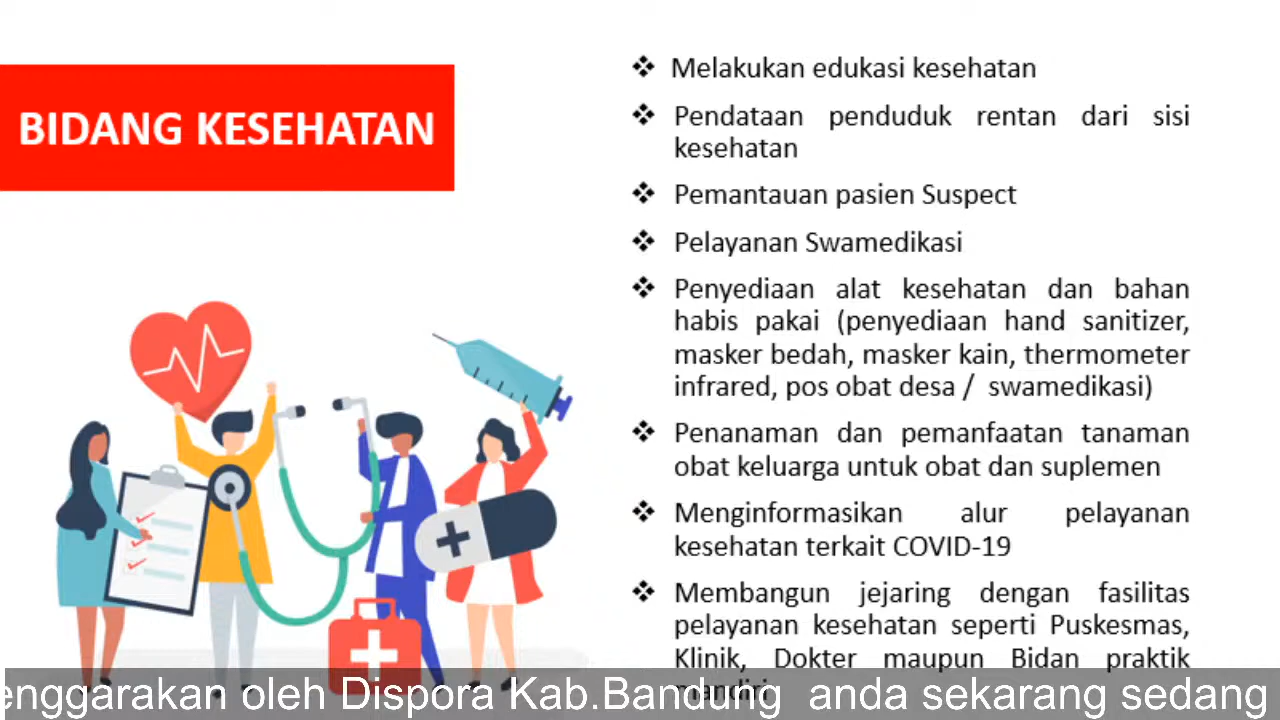 BIDANG KESEHATAN
❖ Melakukan edukasi kesehatan
❖ Pendataan penduduk rentan dari sisi
kesehatan
❖ Pemantauan pasien Suspect
❖ Pelayanan Swamedikasi
❖ Penyediaan alat kesehatan dan bahan
habis pakai (penyediaan hand sanitizer,
masker bedah, masker kain, thermometer
infrared, pos obat desa / swamedikasi)
❖ Penanaman dan pemanfaatan tanaman
obat keluarga untuk obat dan suplemen
❖ Menginformasikan alur pelayanan
kesehatan terkait COVID-19
❖ Membangun jejaring dengan fasilitas
pelayanan kesehatan seperti Puskesmas,
Klinik, Dokter maupun Bidan praktik
mandiri
enggarakan oleh Dispora Kab.Bandung anda sekarang sedang